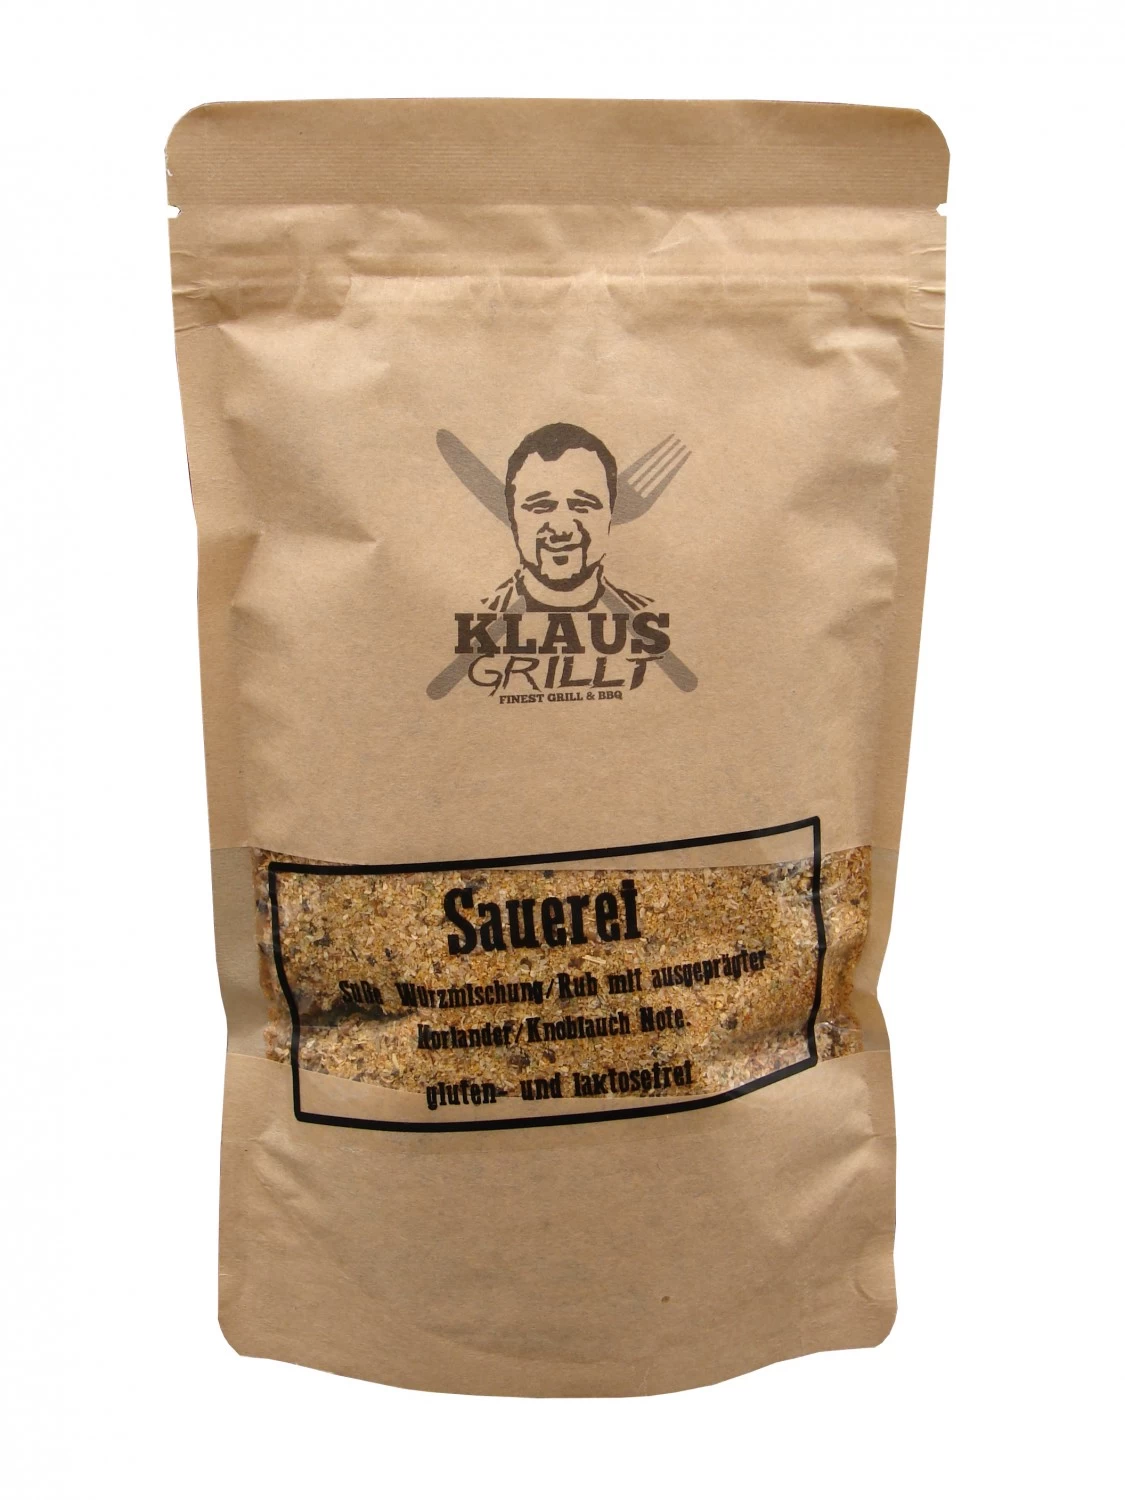 KLAUS
GRILLT
FINEST GRILL & BBQ
Sauerei
Süße Würzmischung/Rub mit ausgeprägter
Koriander/Knoblauch Note.
gluten- und laktosefrei